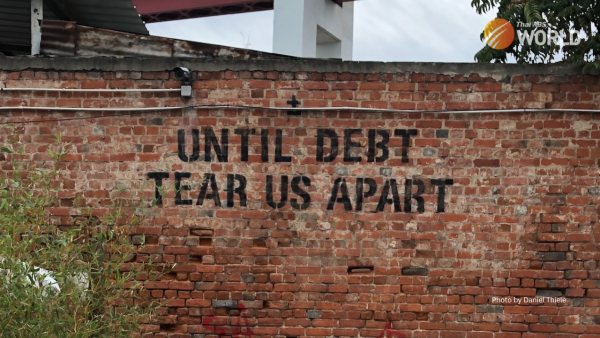 Thai PBS
WORLD
UNTIL DEBT
TEAR US APART
Photo by Daniel Thiele